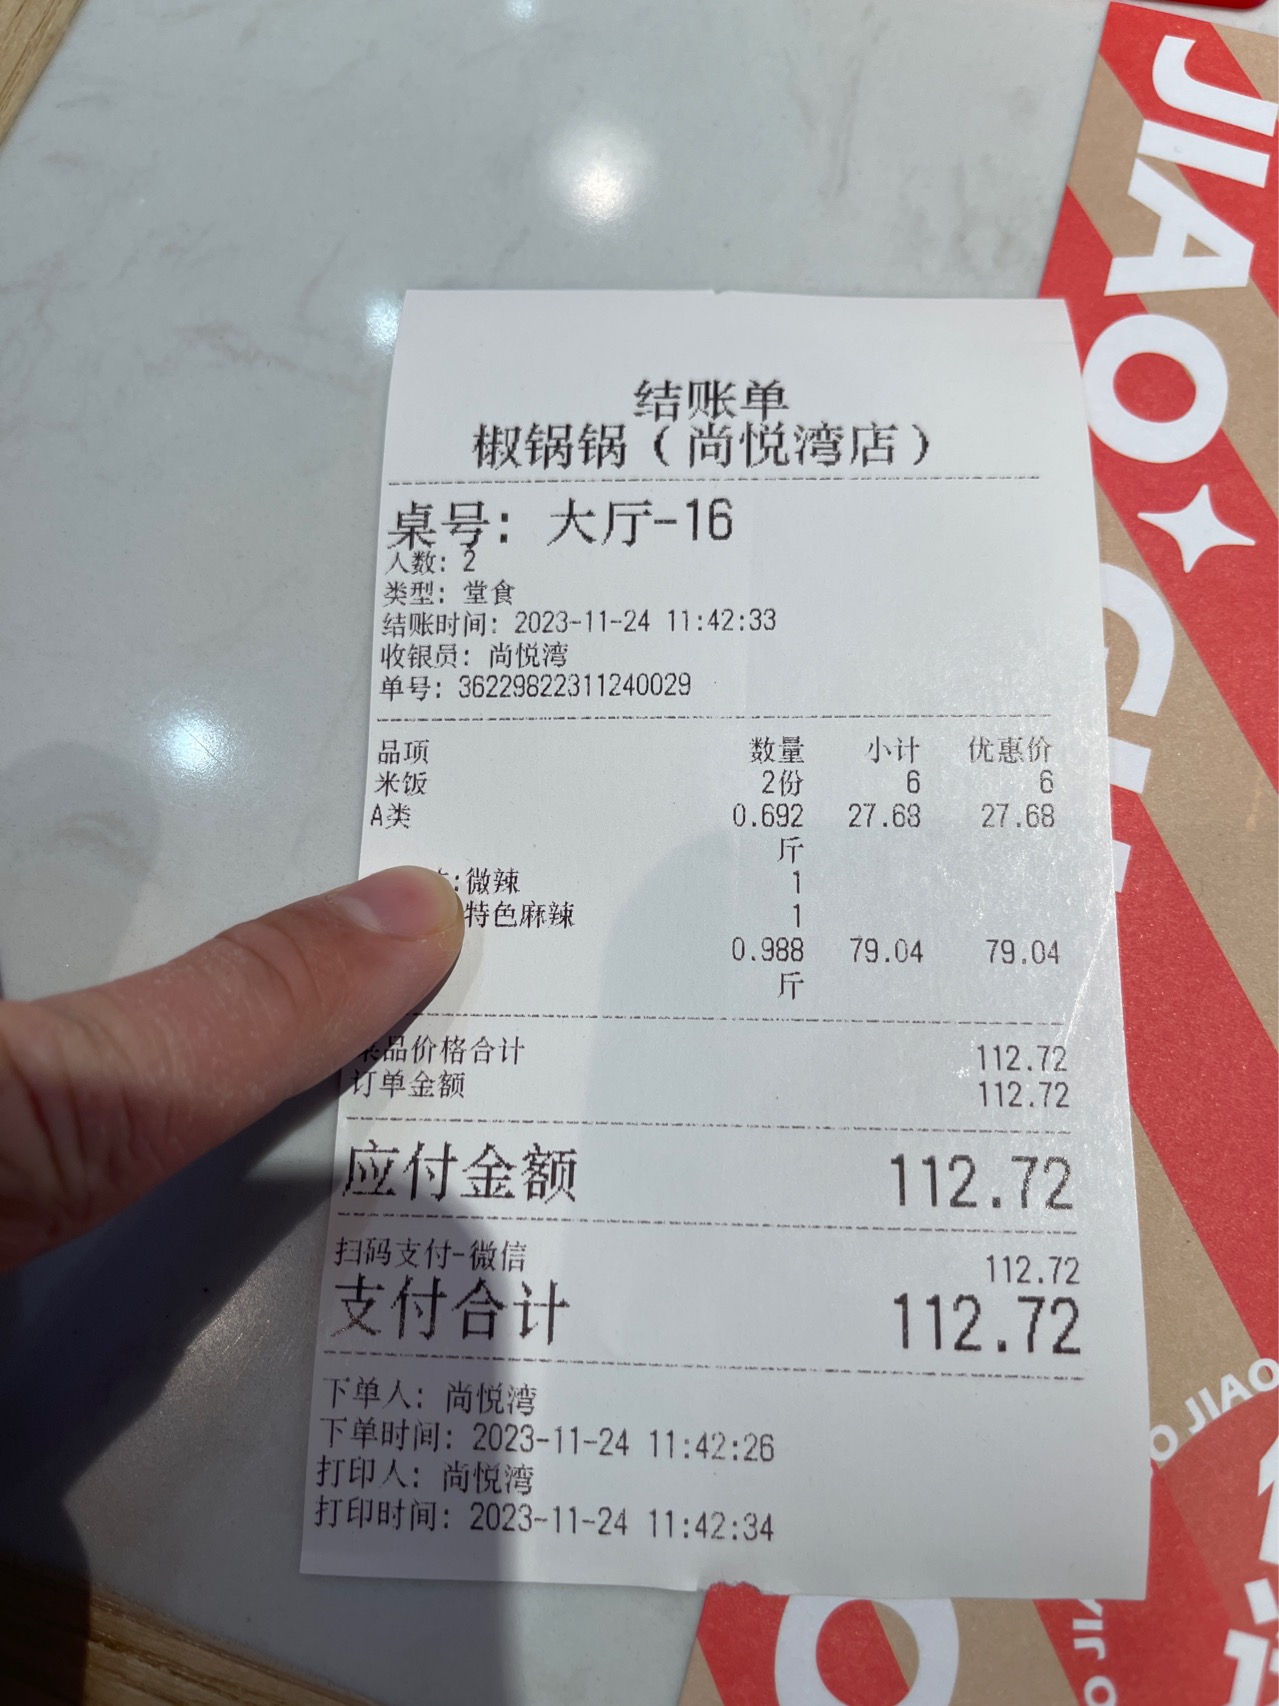 结账单
椒锅锅（尚悦湾店）
桌号：大厅-16
人数：2
类型：堂食
结账时间：2023-11-24 11:42:33
收银员：尚悦湾
单号：36229822311240029
品项 数量 小计 优惠价
米饭 2份 6 6
A类 0.692 27.68 27.68
斤
:微辣 1
特色麻辣 1
0.988 79.04 79.04
斤
菜品价格合计 112.72
订单金额 112.72
应付金额 112.72
扫码支付-微信 112.72
支付合计 112.72
下单人：尚悦湾
下单时间：2023-11-24 11:42:26
打印人：尚悦湾
打印时间：2023-11-24 11:42:34
JIAO
JIAO